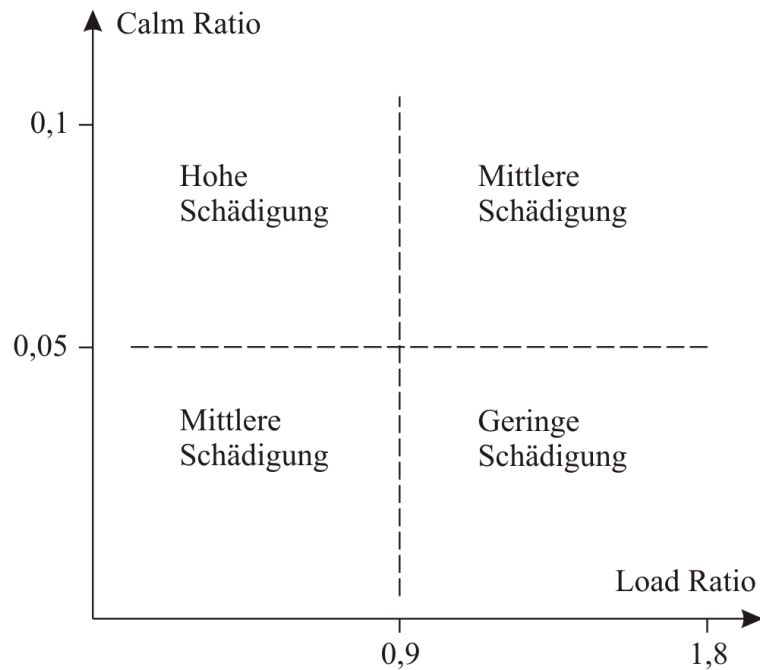 Calm Ratio
0,1
Hohe
Schädigung
Mittlere
Schädigung
0,05
Mittlere
Schädigung
Geringe
Schädigung
Load Ratio
0,9
1,8